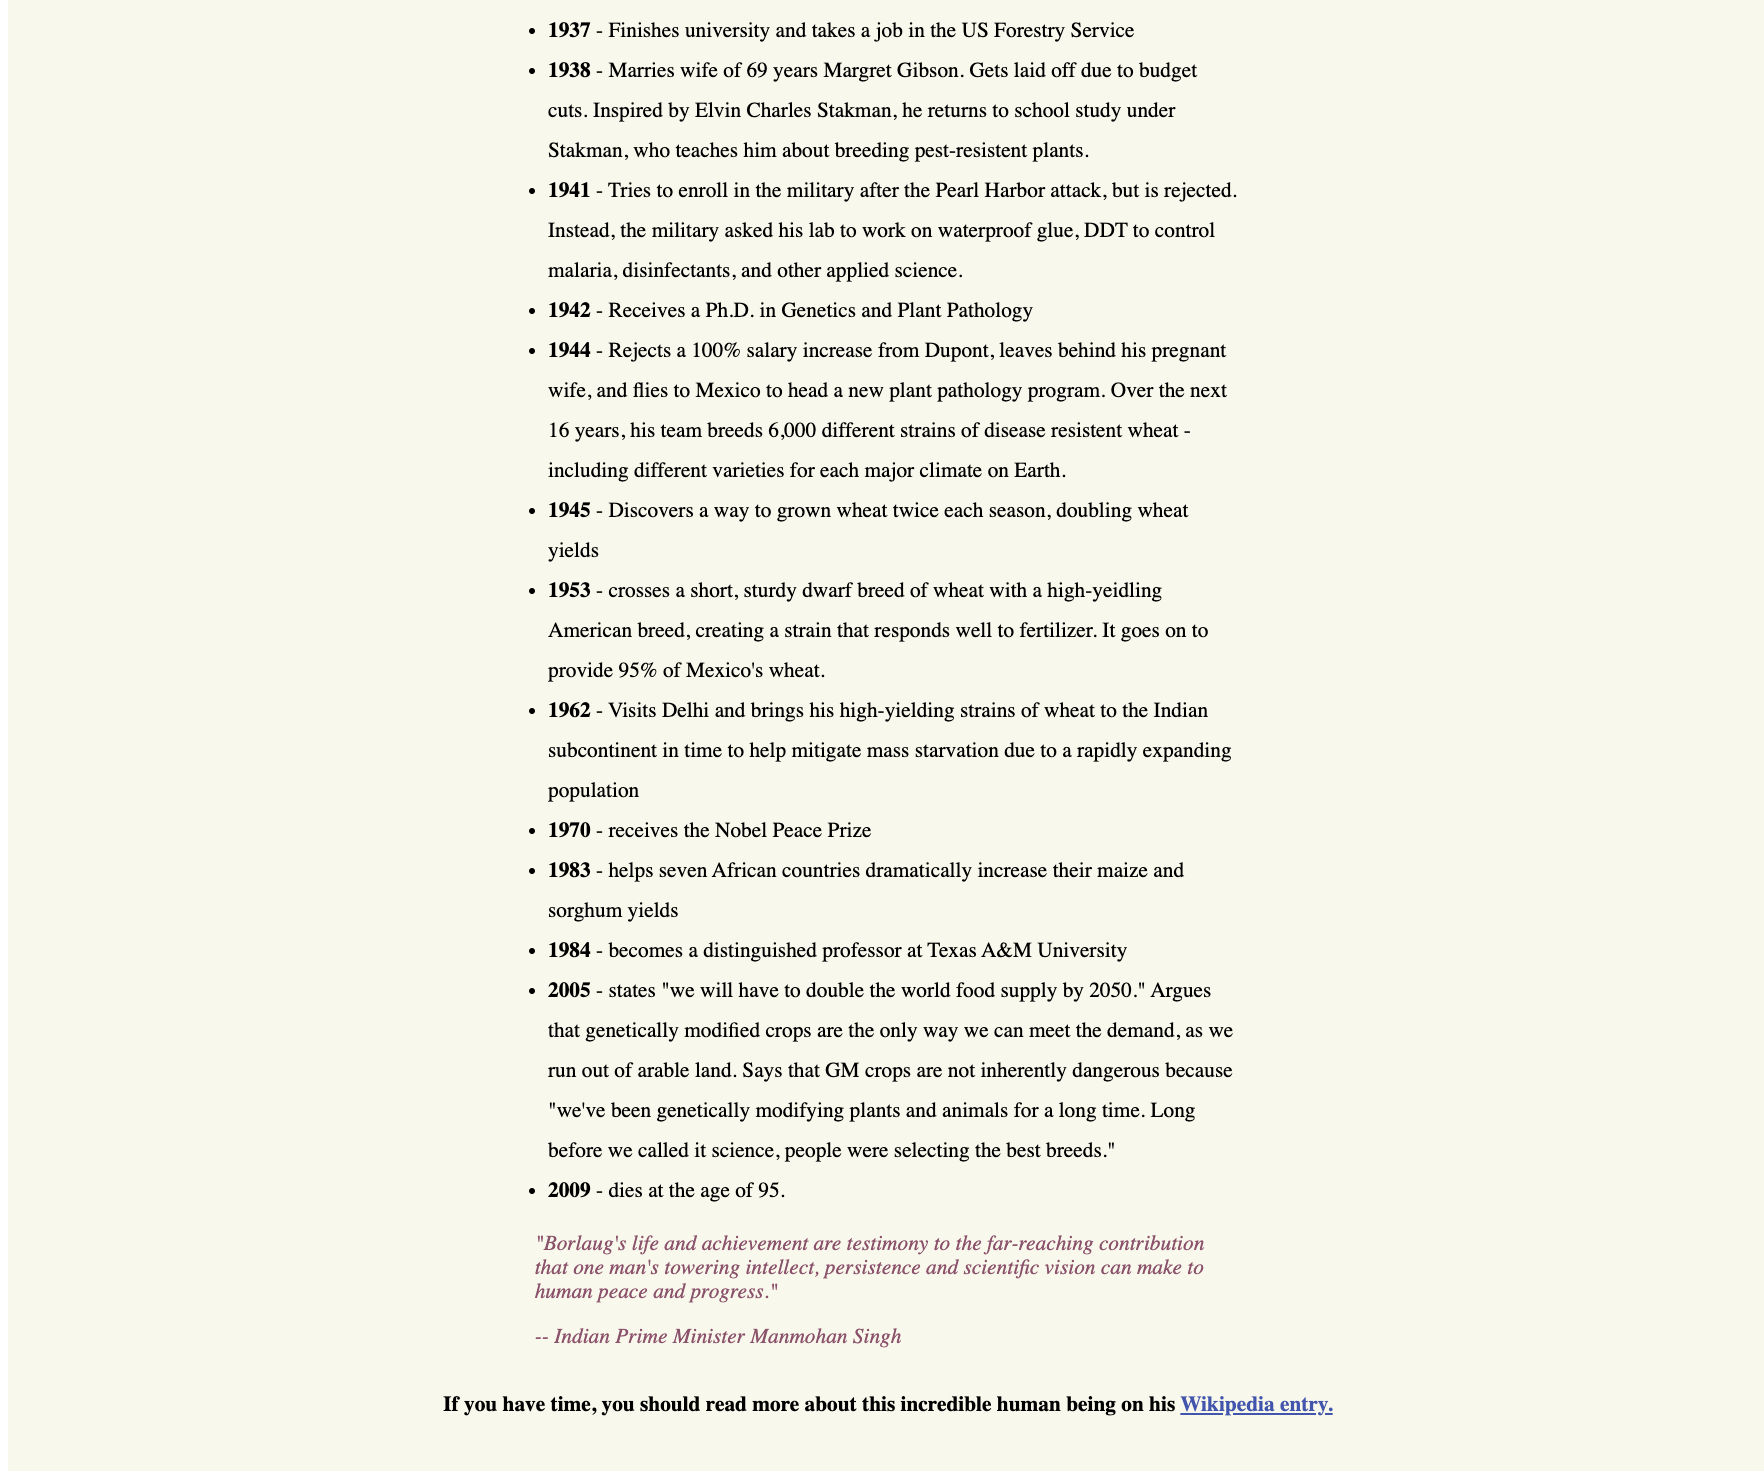 • 1937 - Finishes university and takes a job in the US Forestry Service
• 1938 - Marries wife of 69 years Margret Gibson. Gets laid off due to budget
cuts. Inspired by Elvin Charles Stakman, he returns to school study under
Stakman, who teaches him about breeding pest-resistent plants.
• 1941 - Tries to enroll in the military after the Pearl Harbor attack, but is rejected.
Instead, the military asked his lab to work on waterproof glue, DDT to control
malaria, disinfectants, and other applied science.
• 1942 - Receives a Ph.D. in Genetics and Plant Pathology
• 1944 - Rejects a 100% salary increase from Dupont, leaves behind his pregnant
wife, and flies to Mexico to head a new plant pathology program. Over the next
16 years, his team breeds 6,000 different strains of disease resistent wheat -
including different varieties for each major climate on Earth.
• 1945 - Discovers a way to grown wheat twice each season, doubling wheat
yields
• 1953 - crosses a short, sturdy dwarf breed of wheat with a high-yeidling
American breed, creating a strain that responds well to fertilizer. It goes on to
provide 95% of Mexico's wheat.
• 1962 - Visits Delhi and brings his high-yielding strains of wheat to the Indian
subcontinent in time to help mitigate mass starvation due to a rapidly expanding
population
• 1970 - receives the Nobel Peace Prize
• 1983 - helps seven African countries dramatically increase their maize and
sorghum yields
• 1984 - becomes a distinguished professor at Texas A&M University
• 2005 - states "we will have to double the world food supply by 2050." Argues
that genetically modified crops are the only way we can meet the demand, as we
run out of arable land. Says that GM crops are not inherently dangerous because
"we've been genetically modifying plants and animals for a long time. Long
before we called it science, people were selecting the best breeds."
• 2009 - dies at the age of 95.
"Borlaug's life and achievement are testimony to the far-reaching contribution
that one man's towering intellect, persistence and scientific vision can make to
human peace and progress."
-- Indian Prime Minister Manmohan Singh
If you have time, you should read more about this incredible human being on his Wikipedia entry.